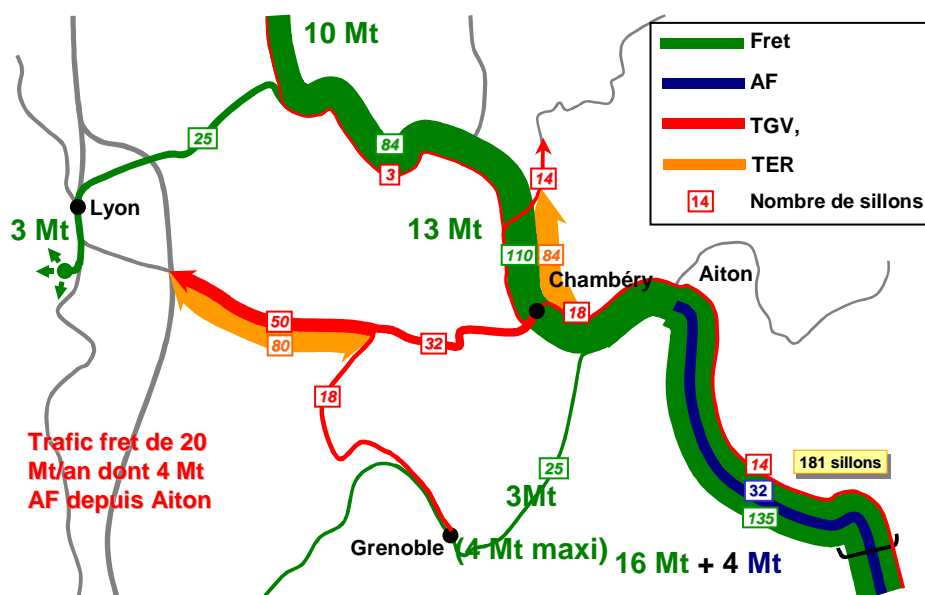 10 Mt
Fret
AF
TGV,
TER
14 Nombre de sillons
25
84
3
14
Lyon
3 Mt
13 Mt
110
84
Chambéry
Aiton
18
50
80
32
18
Trafic fret de 20
Mt/an dont 4 Mt
AF depuis Aiton
25
3Mt
14
181 sillons
32
135
Grenoble
(4 Mt maxi)
16 Mt + 4 Mt